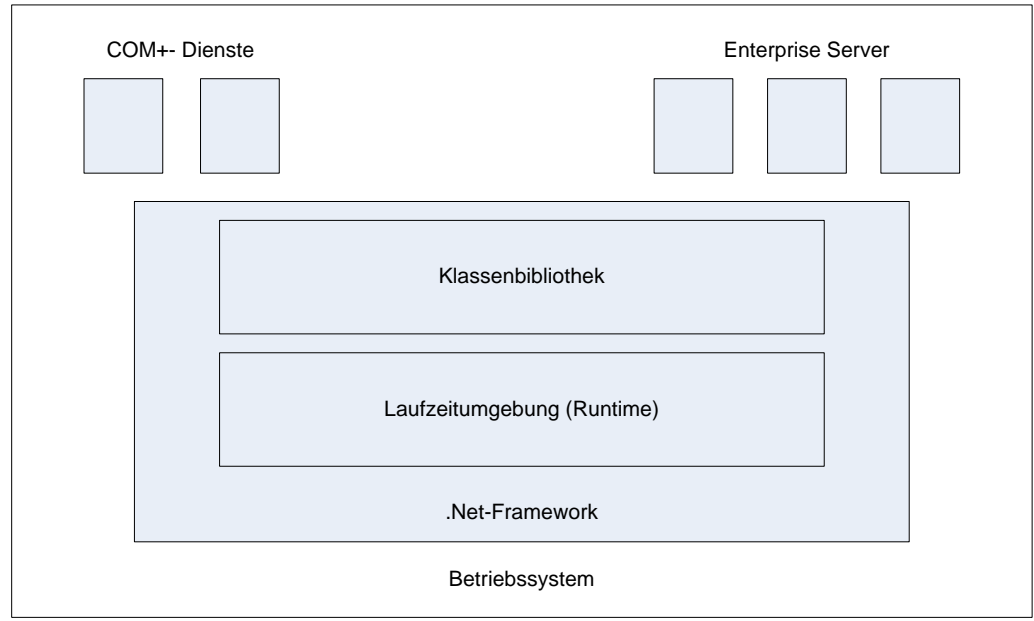 COM+- Dienste
Enterprise Server
Klassenbibliothek
Laufzeitumgebung (Runtime)
.Net-Framework
Betriebssystem